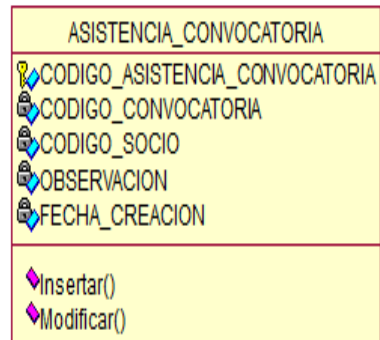 ASISTENCIA_CONVOCATORIA
CODIGO_ASISTENCIA_CONVOCATORIA
CODIGO_CONVOCATORIA
CODIGO_SOCIO
OBSERVACION
FECHA_CREACION
Insertar()
Modificar()